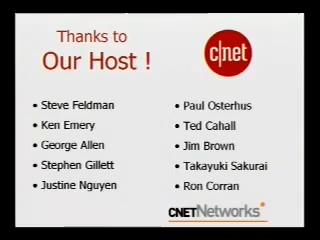 Thanks to
Our Host !
c|net
• Steve Feldman
• Ken Emery
• George Allen
• Stephen Gillett
• Justine Nguyen
• Paul Osterhus
• Ted Cahall
• Jim Brown
• Takayuki Sakurai
• Ron Corran
CNETNetworks